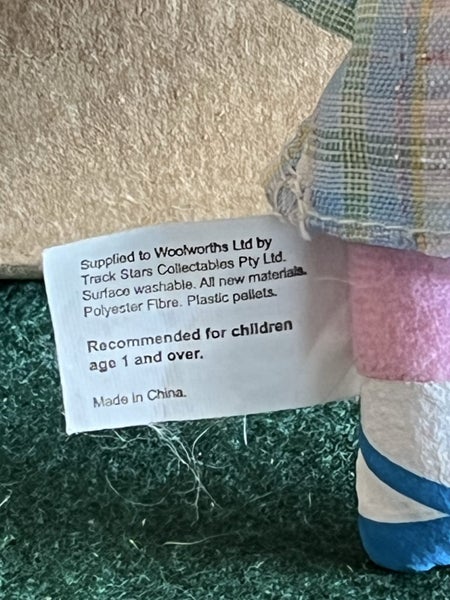 Supplied to Woolworths Ltd by
Track Stars Collectables Pty Ltd.
Surface washable. All new materials.
Polyester Fibre. Plastic pellets.
Recommended for children
age 1 and over.
Made in China.